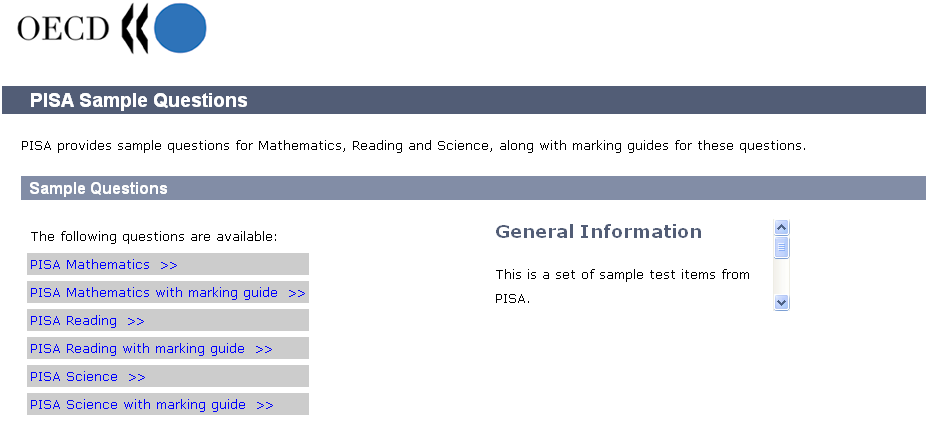 OECD
PISA Sample Questions
PISA provides sample questions for Mathematics, Reading and Science, along with marking guides for these questions.
Sample Questions
The following questions are available:
PISA Mathematics >>
PISA Mathematics with marking guide >>
PISA Reading >>
PISA Reading with marking guide >>
PISA Science >>
PISA Science with marking guide >>
General Information
This is a set of sample test items from
PISA.